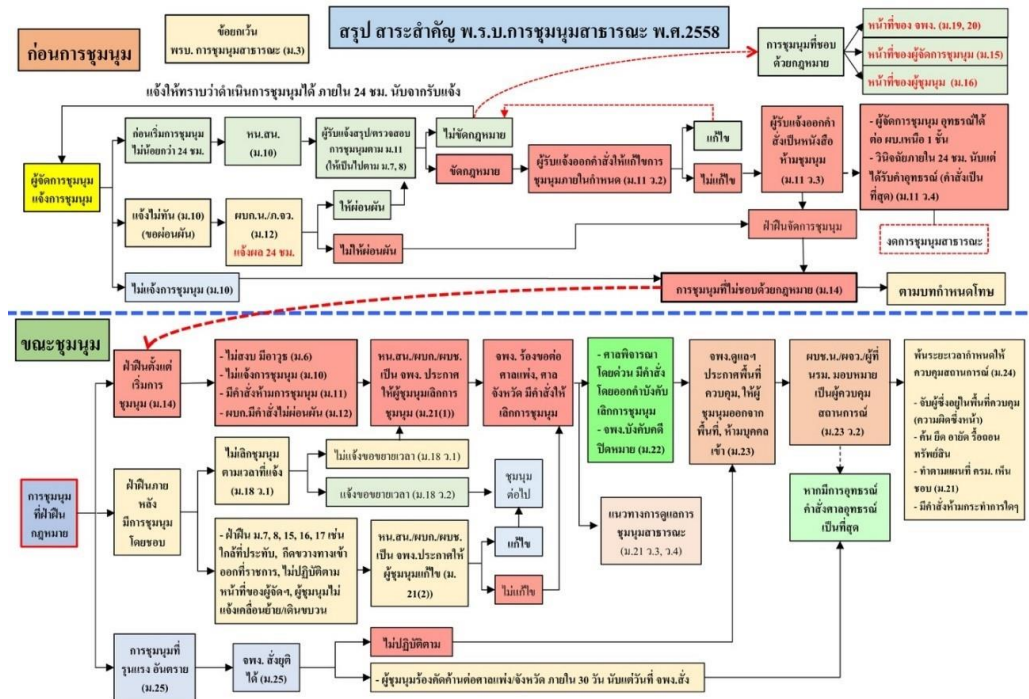 สรุป สาระสำคัญ พ.ร.บ.การชุมนุมสาธารณะ พ.ศ.2558
ก่อนการชุมนุม
ข้อยกเว้น
พรบ. การชุมนุมสาธารณะ (ม.3)
การชุมนุมที่ชอบ
ด้วยกฎหมาย
หน้าที่ของ จพง. (ม.19, 20)
หน้าที่ของผู้จัดการชุมนุม (ม.15)
หน้าที่ของผู้ชุมนุม (ม.16)
แจ้งให้ทราบว่าดำเนินการชุมนุมได้ ภายใน 24 ชม. นับจากรับแจ้ง
ผู้จัดการชุมนุม
แจ้งการชุมนุม
ก่อนเริ่มการชุมนุม
ไม่น้อยกว่า 24 ชม.
หน.สน.
(ม.10)
ผู้รับแจ้งสรุป/ตรวจสอบ
การชุมนุมตาม ม.11
(ให้เป็นไปตาม ม.7, 8)
ไม่ขัดกฎหมาย
ขัดกฎหมาย
ผู้รับแจ้งออกคำสั่งให้แก้ไขการ
ชุมนุมภายในกำหนด (ม.11 ว.2)
แก้ไข
ไม่แก้ไข
ผู้รับแจ้งออกคำ
สั่งเป็นหนังสือ
ห้ามชุมนุม
(ม.11 ว.3)
- ผู้จัดการชุมนุม อุทธรณ์ได้
ต่อ ผบ.เหนือ 1 ชั้น
- วินิจฉัยภายใน 24 ชม. นับแต่
ได้รับคำอุทธรณ์ (คำสั่งเป็น
ที่สุด) (ม.11 ว.4)
งดการชุมนุมสาธารณะ
แจ้งไม่ทัน (ม.10)
(ขอผ่อนผัน)
ผบก.น./ภ.จว.
(ม.12)
แจ้งผล 24 ชม.
ให้ผ่อนผัน
ไม่ให้ผ่อนผัน
ฝ่าฝืนจัดการชุมนุม
ไม่แจ้งการชุมนุม (ม.10)
การชุมนุมที่ไม่ชอบด้วยกฎหมาย (ม.14)
ตามบทกำหนดโทษ
ขณะชุมนุม
การชุมนุม
ที่ฝ่าฝืน
กฎหมาย
ฝ่าฝืนตั้งแต่
เริ่มการ
ชุมนุม
(ม.14)
- ไม่สงบ มีอาวุธ (ม.6)
- ไม่แจ้งการชุมนุม (ม.10)
- มีคำสั่งห้ามการชุมนุม (ม.11)
- ผบก.มีคำสั่งไม่ผ่อนผัน (ม.12)
หน.สน./ผบก./ผบช.
เป็น จพง. ประกาศ
ให้ผู้ชุมนุมเลิกการ
ชุมนุม (ม.21(1))
จพง. ร้องขอต่อ
ศาลแพ่ง, ศาล
จังหวัด มีคำสั่งให้
เลิกการชุมนุม
- ศาลพิจารณา
โดยด่วน มีคำสั่ง
โดยออกคำบังคับ
เลิกการชุมนุม
- จพง.บังคับคดี
ปิดหมาย (ม.22)
จพง.ดูแลฯ
ประกาศพื้นที่
ควบคุม, ให้ผู้
ชุมนุมออกจาก
พื้นที่, ห้ามบุคคล
เข้า (ม.23)
ผบช.น./ผจว./ผู้ที่
นรม. มอบหมาย
เป็นผู้ควบคุม
สถานการณ์
(ม.23 ว.2)
พ้นระยะเวลากำหนดให้
ควบคุมสถานการณ์ (ม.24)
- จับผู้ซึ่งอยู่ในพื้นที่ควบคุม
(ความผิดซึ่งหน้า)
- ค้น ยึด อายัด รื้อถอน
ทรัพย์สิน
- ทำตามแผนที่ ครม. เห็น
ชอบ (ม.21)
- มีคำสั่งห้ามกระทำการใดๆ
ฝ่าฝืนภาย
หลัง
มีการชุมนุม
โดยชอบ
ไม่เลิกชุมนุม
ตามเวลาที่แจ้ง
(ม.18 ว.1)
ไม่แจ้งขอขยายเวลา (ม.18 ว.1)
แจ้งขอขยายเวลา (ม.18 ว.2)
ชุมนุม
ต่อไป
- ฝ่าฝืน ม.7, 8, 15, 16, 17 เช่น
ใกล้ที่ประทับ, กีดขวางทางเข้า
ออกที่ราชการ, ไม่ปฏิบัติตาม
หน้าที่ของผู้จัดฯ, ผู้ชุมนุมไม่
แจ้งเคลื่อนย้าย/เดินขบวน
หน.สน./ผบก./ผบช.
เป็น จพง.ประกาศให้
ผู้ชุมนุมแก้ไข (ม.
21(2))
แก้ไข
ไม่แก้ไข
แนวทางการดูแลการ
ชุมนุมสาธารณะ
(ม.21 ว.3, ว.4)
หากมีการอุทธรณ์
คำสั่งศาลอุทธรณ์
เป็นที่สุด
การชุมนุมที่
รุนแรง อันตราย
(ม.25)
จพง. สั่งยุติ
ได้ (ม.25)
ไม่ปฏิบัติตาม
- ผู้ชุมนุมร้องคัดค้านต่อศาลแพ่ง/จังหวัด ภายใน 30 วัน นับแต่วันที่ จพง.สั่ง